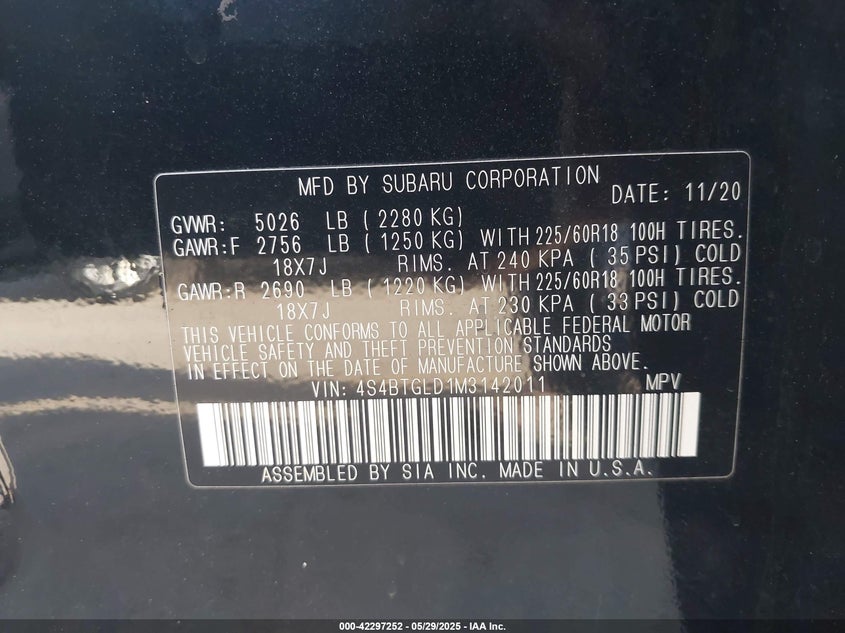 MFD BY SUBARU CORPORATION DATE: 11/20
GVWR: 5026 LB ( 2280 KG)
GAWR:F 2756 LB ( 1250 KG) WITH 225/60R18 100H TIRES.
18X7J RIMS. AT 240 KPA ( 35 PSI) COLD
GAWR:R 2690 LB ( 1220 KG) WITH 225/60R18 100H TIRES.
18X7J RIMS. AT 230 KPA ( 33 PSI) COLD
THIS VEHICLE CONFORMS TO ALL APPLICABLE FEDERAL MOTOR
VEHICLE SAFETY AND THEFT PREVENTION STANDARDS
IN EFFECT ON THE DATE OF MANUFACTURE SHOWN ABOVE.
VIN: 4S4BTGLD1M3142011 MPV
ASSEMBLED BY SIA INC. MADE IN U.S.A.
000-42297252 - 05/29/2025 - IAA Inc.